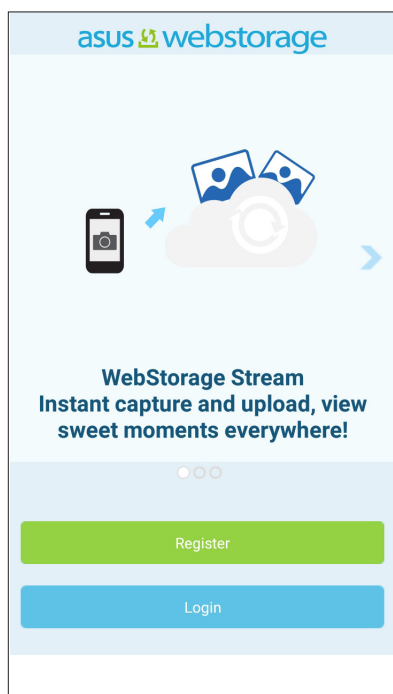 asus webstorage
WebStorage Stream
Instant capture and upload, view
sweet moments everywhere!
Register
Login